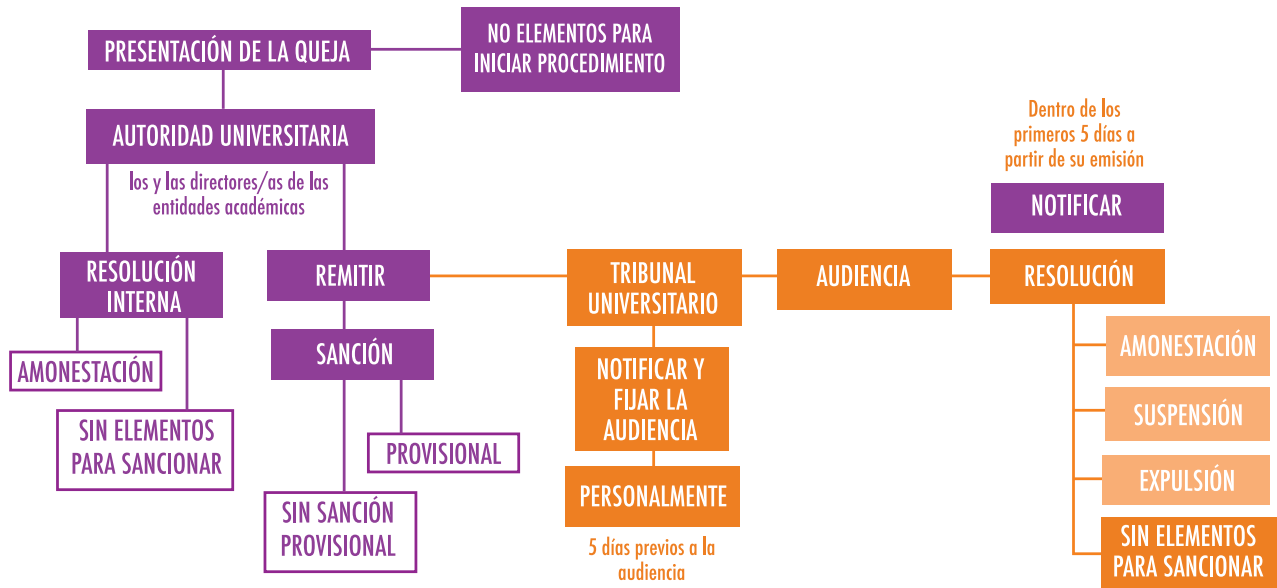 PRESENTACIÓN DE LA QUEJA
NO ELEMENTOS PARA
INICIAR PROCEDIMIENTO
AUTORIDAD UNIVERSITARIA
los y las directores/as de las
entidades académicas
RESOLUCIÓN
INTERNA
AMONESTACIÓN
SIN ELEMENTOS
PARA SANCIONAR
REMITIR
SANCIÓN
PROVISIONAL
SIN SANCIÓN
PROVISIONAL
TRIBUNAL
UNIVERSITARIO
NOTIFICAR Y
FIJAR LA
AUDIENCIA
PERSONALMENTE
5 días previos a la
audiencia
AUDIENCIA
Dentro de los
primeros 5 días a
partir de su emisión
NOTIFICAR
RESOLUCIÓN
AMONESTACIÓN
SUSPENSIÓN
EXPULSIÓN
SIN ELEMENTOS
PARA SANCIONAR